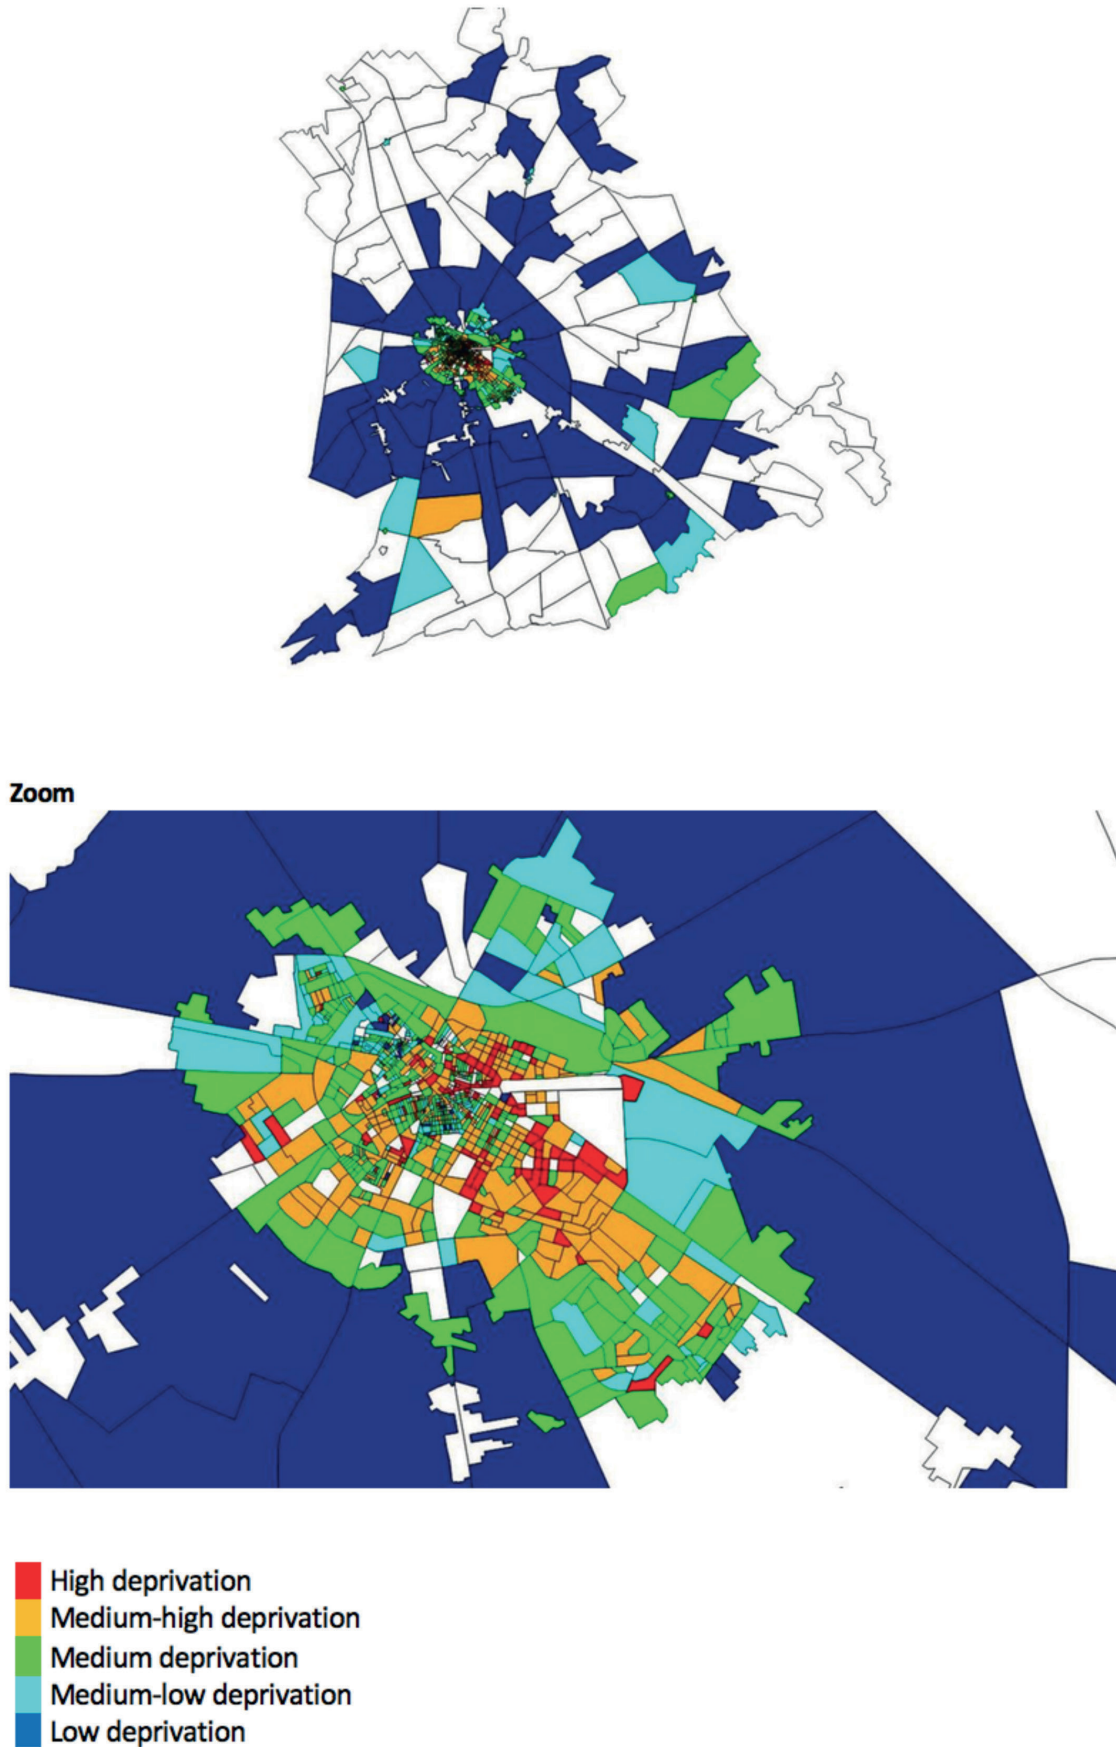 Zoom
High deprivation
Medium-high deprivation
Medium deprivation
Medium-low deprivation
Low deprivation